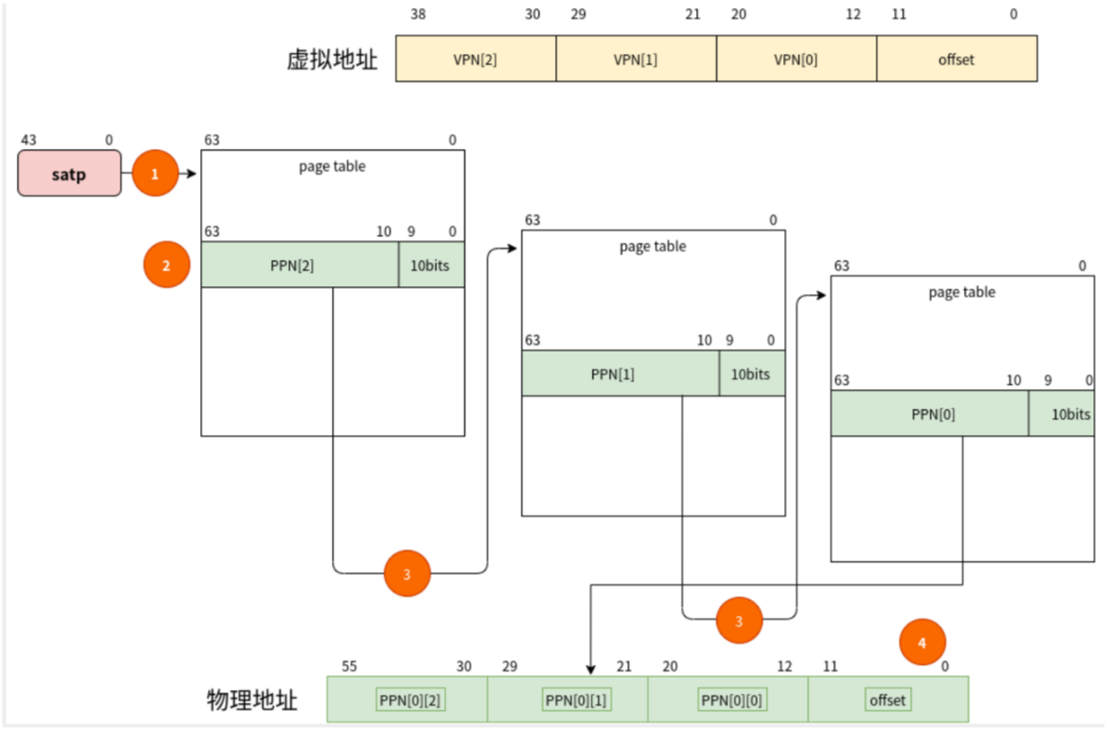 38 30 29 21 20 12 11 0
虚拟地址 VPN[2] VPN[1] VPN[0] offset
43 0
satp
1
63 0
page table
63 10 9 0
2
PPN[2] 10bits
63 0
page table
63 10 9 0
PPN[1] 10bits
63 0
page table
63 10 9 0
PPN[0] 10bits
3
3
4
55 30 29 21 20 12 11 0
物理地址 PPN[0][2] PPN[0][1] PPN[0][0] offset